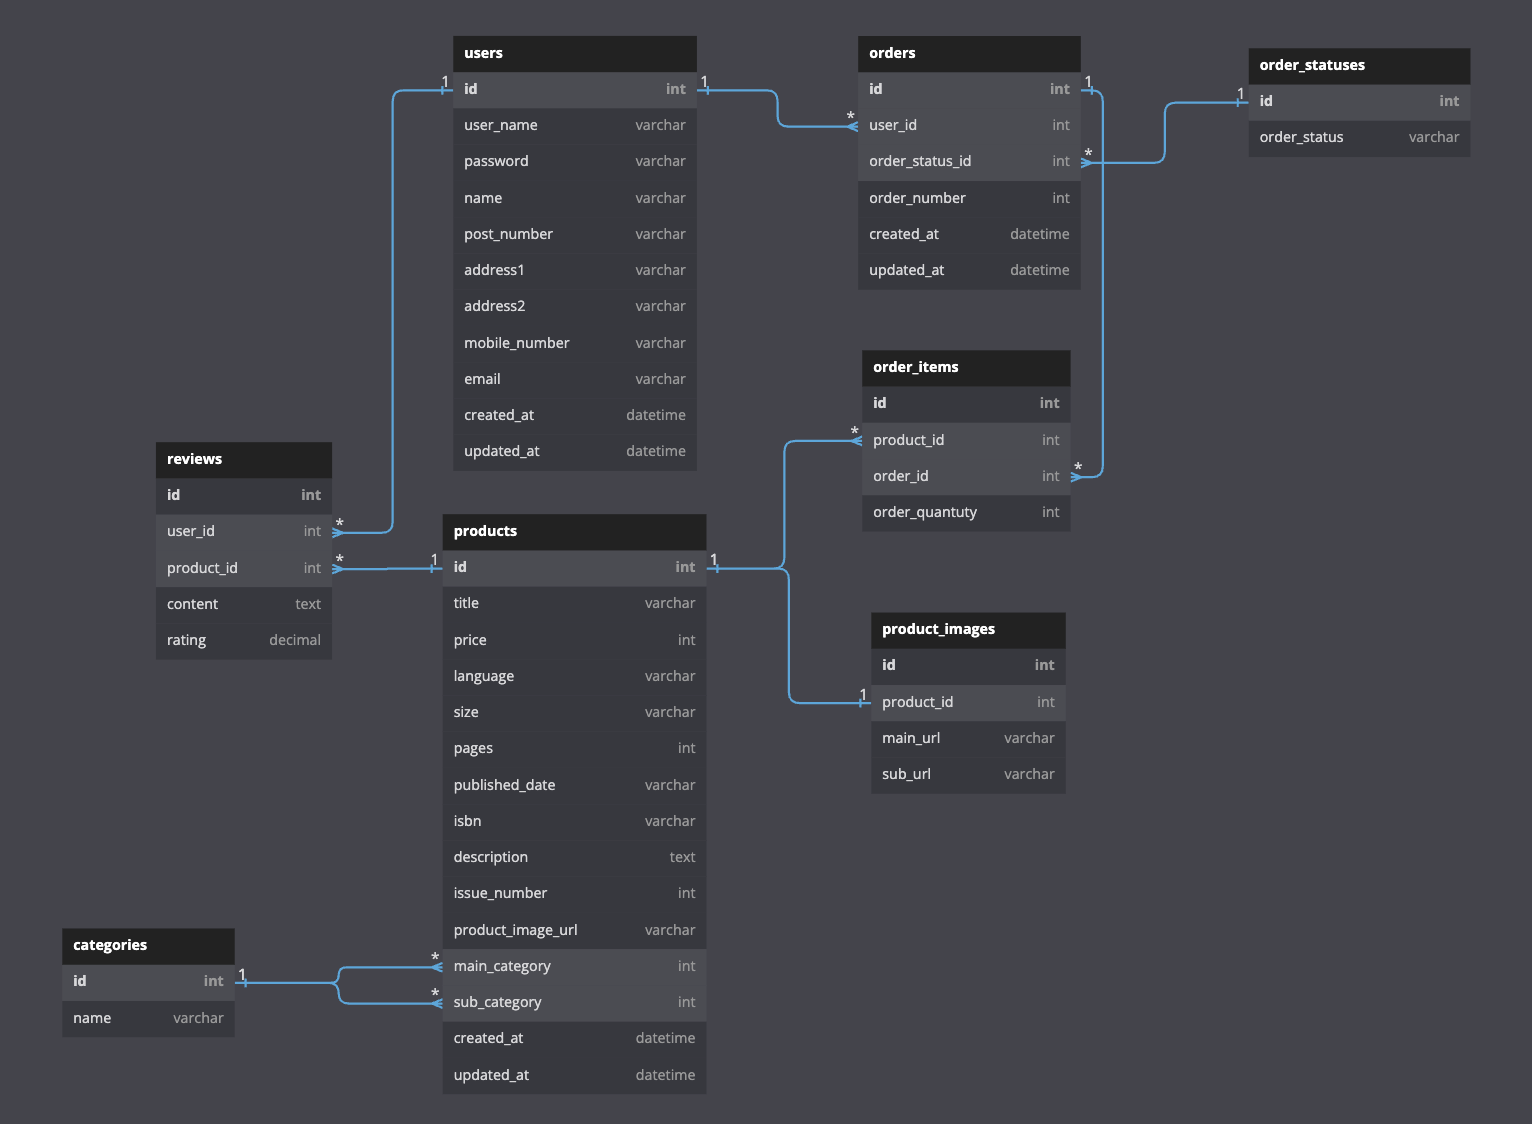 users
1 id int 1
user_name varchar
password varchar
name varchar
post_number varchar
address1 varchar
address2 varchar
mobile_number varchar
email varchar
created_at datetime
updated_at datetime
orders
id int 1
* user_id int
order_status_id int *
order_number int
created_at datetime
updated_at datetime
order_statuses
1 id int
order_status varchar
order_items
id int
* product_id int
order_id int *
order_quantuty int
reviews
id int
user_id int *
product_id int *
content text
rating decimal
products
1 id int 1
title varchar
price int
language varchar
size varchar
pages int
published_date varchar
isbn varchar
description text
issue_number int
product_image_url varchar
* main_category int
* sub_category int
created_at datetime
updated_at datetime
product_images
id int
1 product_id int
main_url varchar
sub_url varchar
categories
id int 1
name varchar